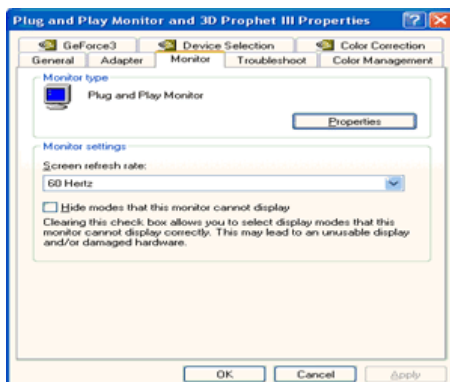 Plug and Play Monitor and 3D Prophet III Properties
GeForce3 Device Selection Color Correction
General Adapter Monitor Troubleshoot Color Management
Monitor type
Plug and Play Monitor
Properties
Monitor settings
Screen refresh rate:
60 Hertz
Hide modes that this monitor cannot display
Clearing this check box allows you to select display modes that this
monitor cannot display correctly. This may lead to an unusable display
and/or damaged hardware.
OK Cancel Apply